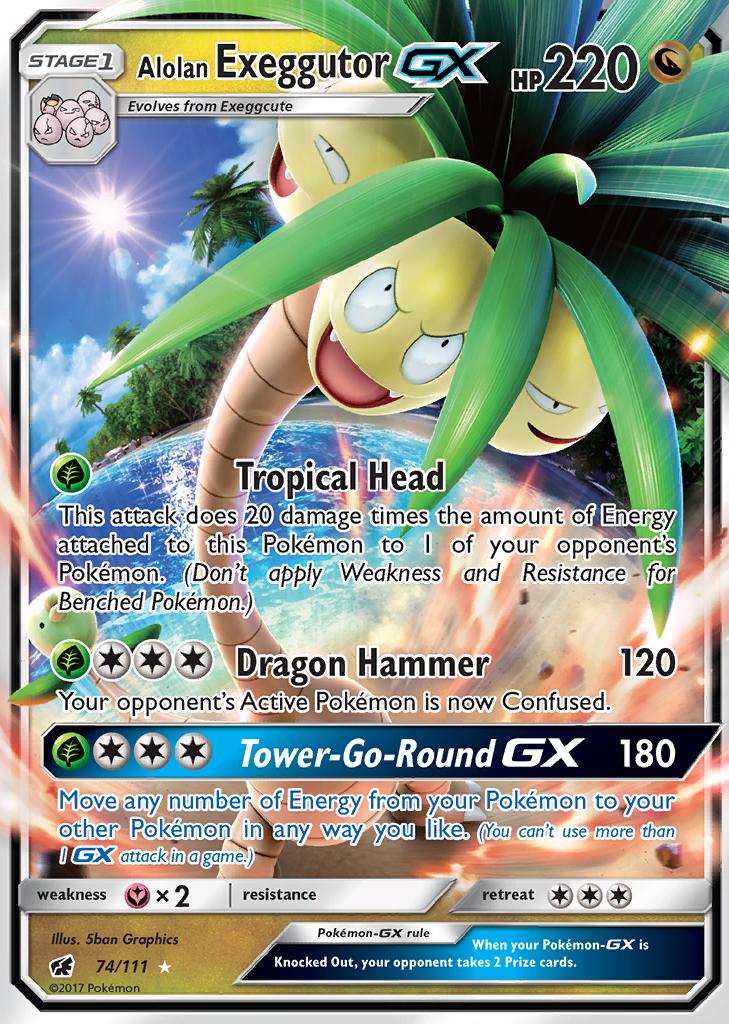 STAGE1
Alolan Exeggutor GX HP220
Evolves from Exeggcute
Tropical Head
This attack does 20 damage times the amount of Energy
attached to this Pokémon to 1 of your opponent's
Pokémon. (Don't apply Weakness and Resistance for
Benched Pokémon.)
Dragon Hammer 120
Your opponent's Active Pokémon is now Confused.
Tower-Go-Round GX 180
Move any number of Energy from your Pokémon to your
other Pokémon in any way you like. (You can't use more than
1 GX attack in a game.)
weakness ×2 resistance retreat
Illus. 5ban Graphics
Pokémon-GX rule
When your Pokémon-GX is
Knocked Out, your opponent takes 2 Prize cards.
74/111
©2017 Pokémon